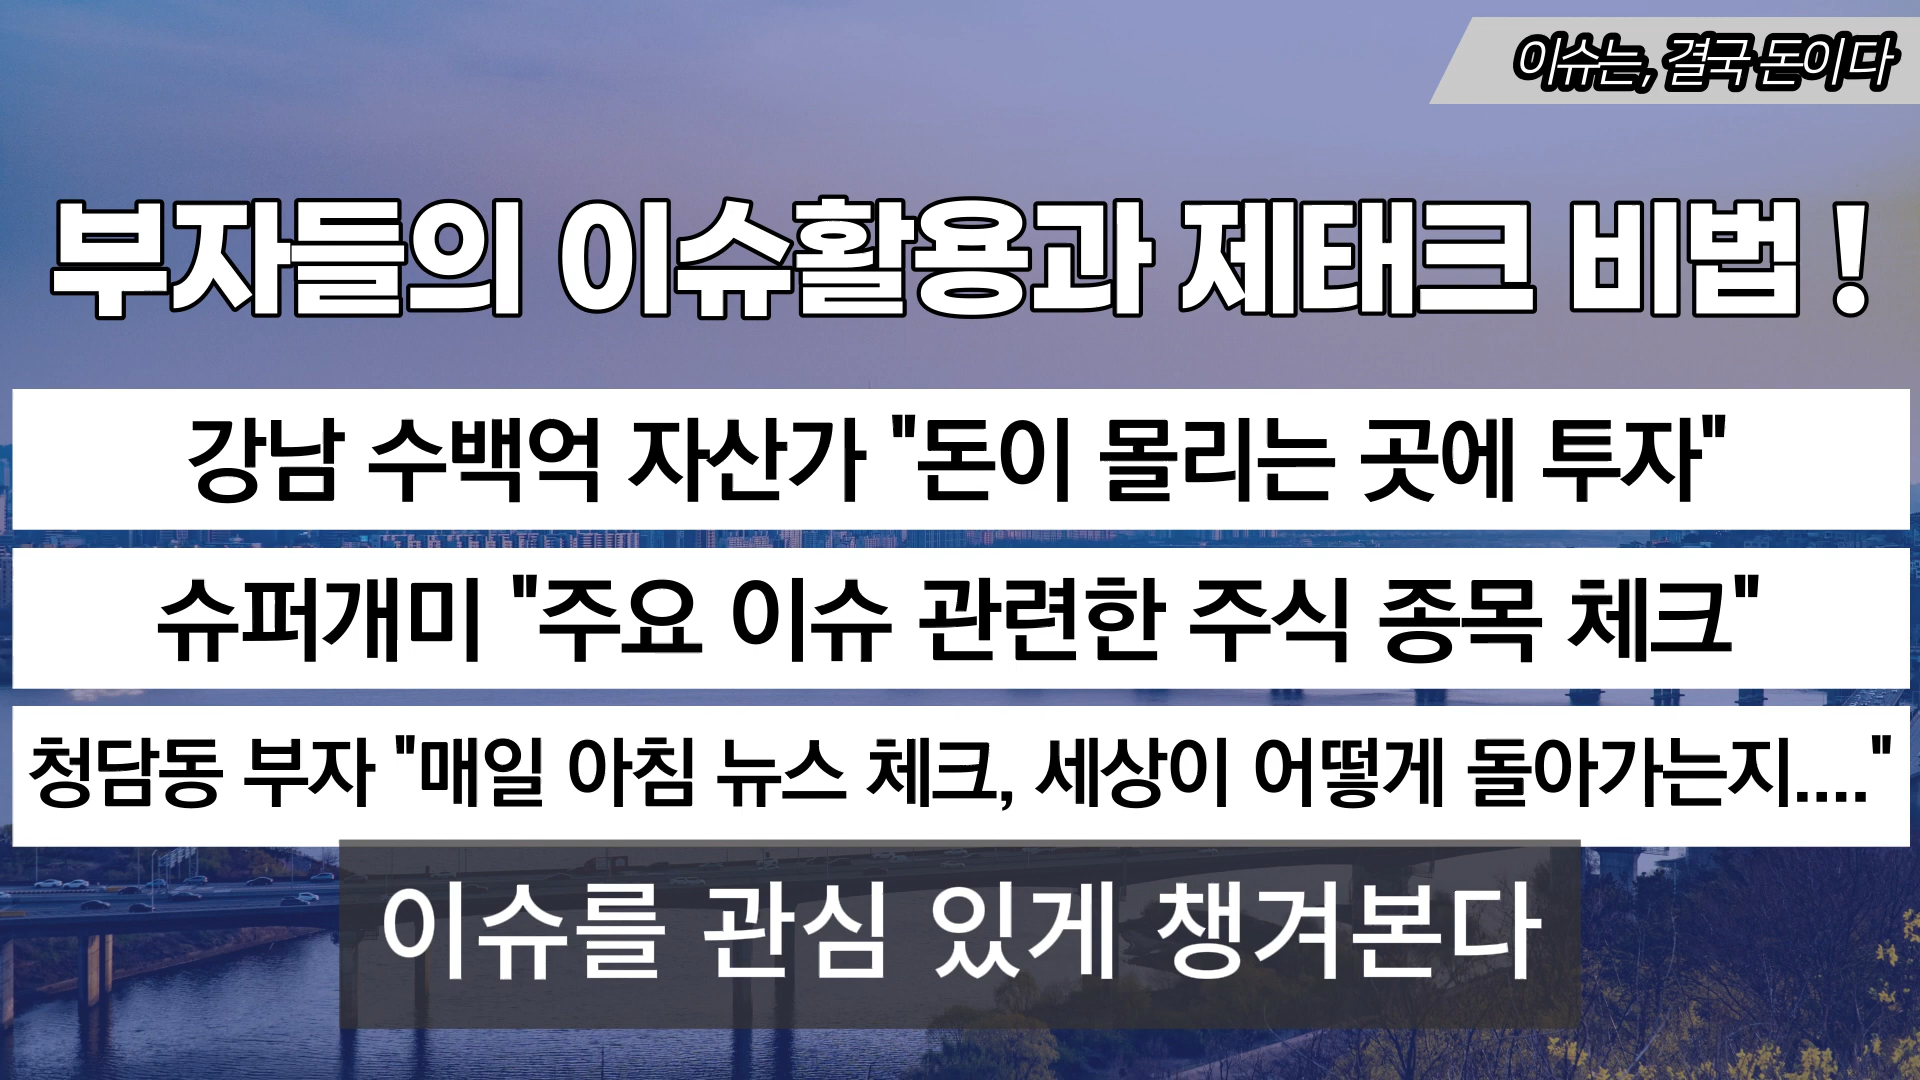 이슈는, 결국 돈이다
부자들의 이슈활용과 제태크 비법 !
강남 수백억 자산가 "돈이 몰리는 곳에 투자"
슈퍼개미 "주요 이슈 관련한 주식 종목 체크"
청담동 부자 "매일 아침 뉴스 체크, 세상이 어떻게 돌아가는지...."
이슈를 관심 있게 챙겨본다